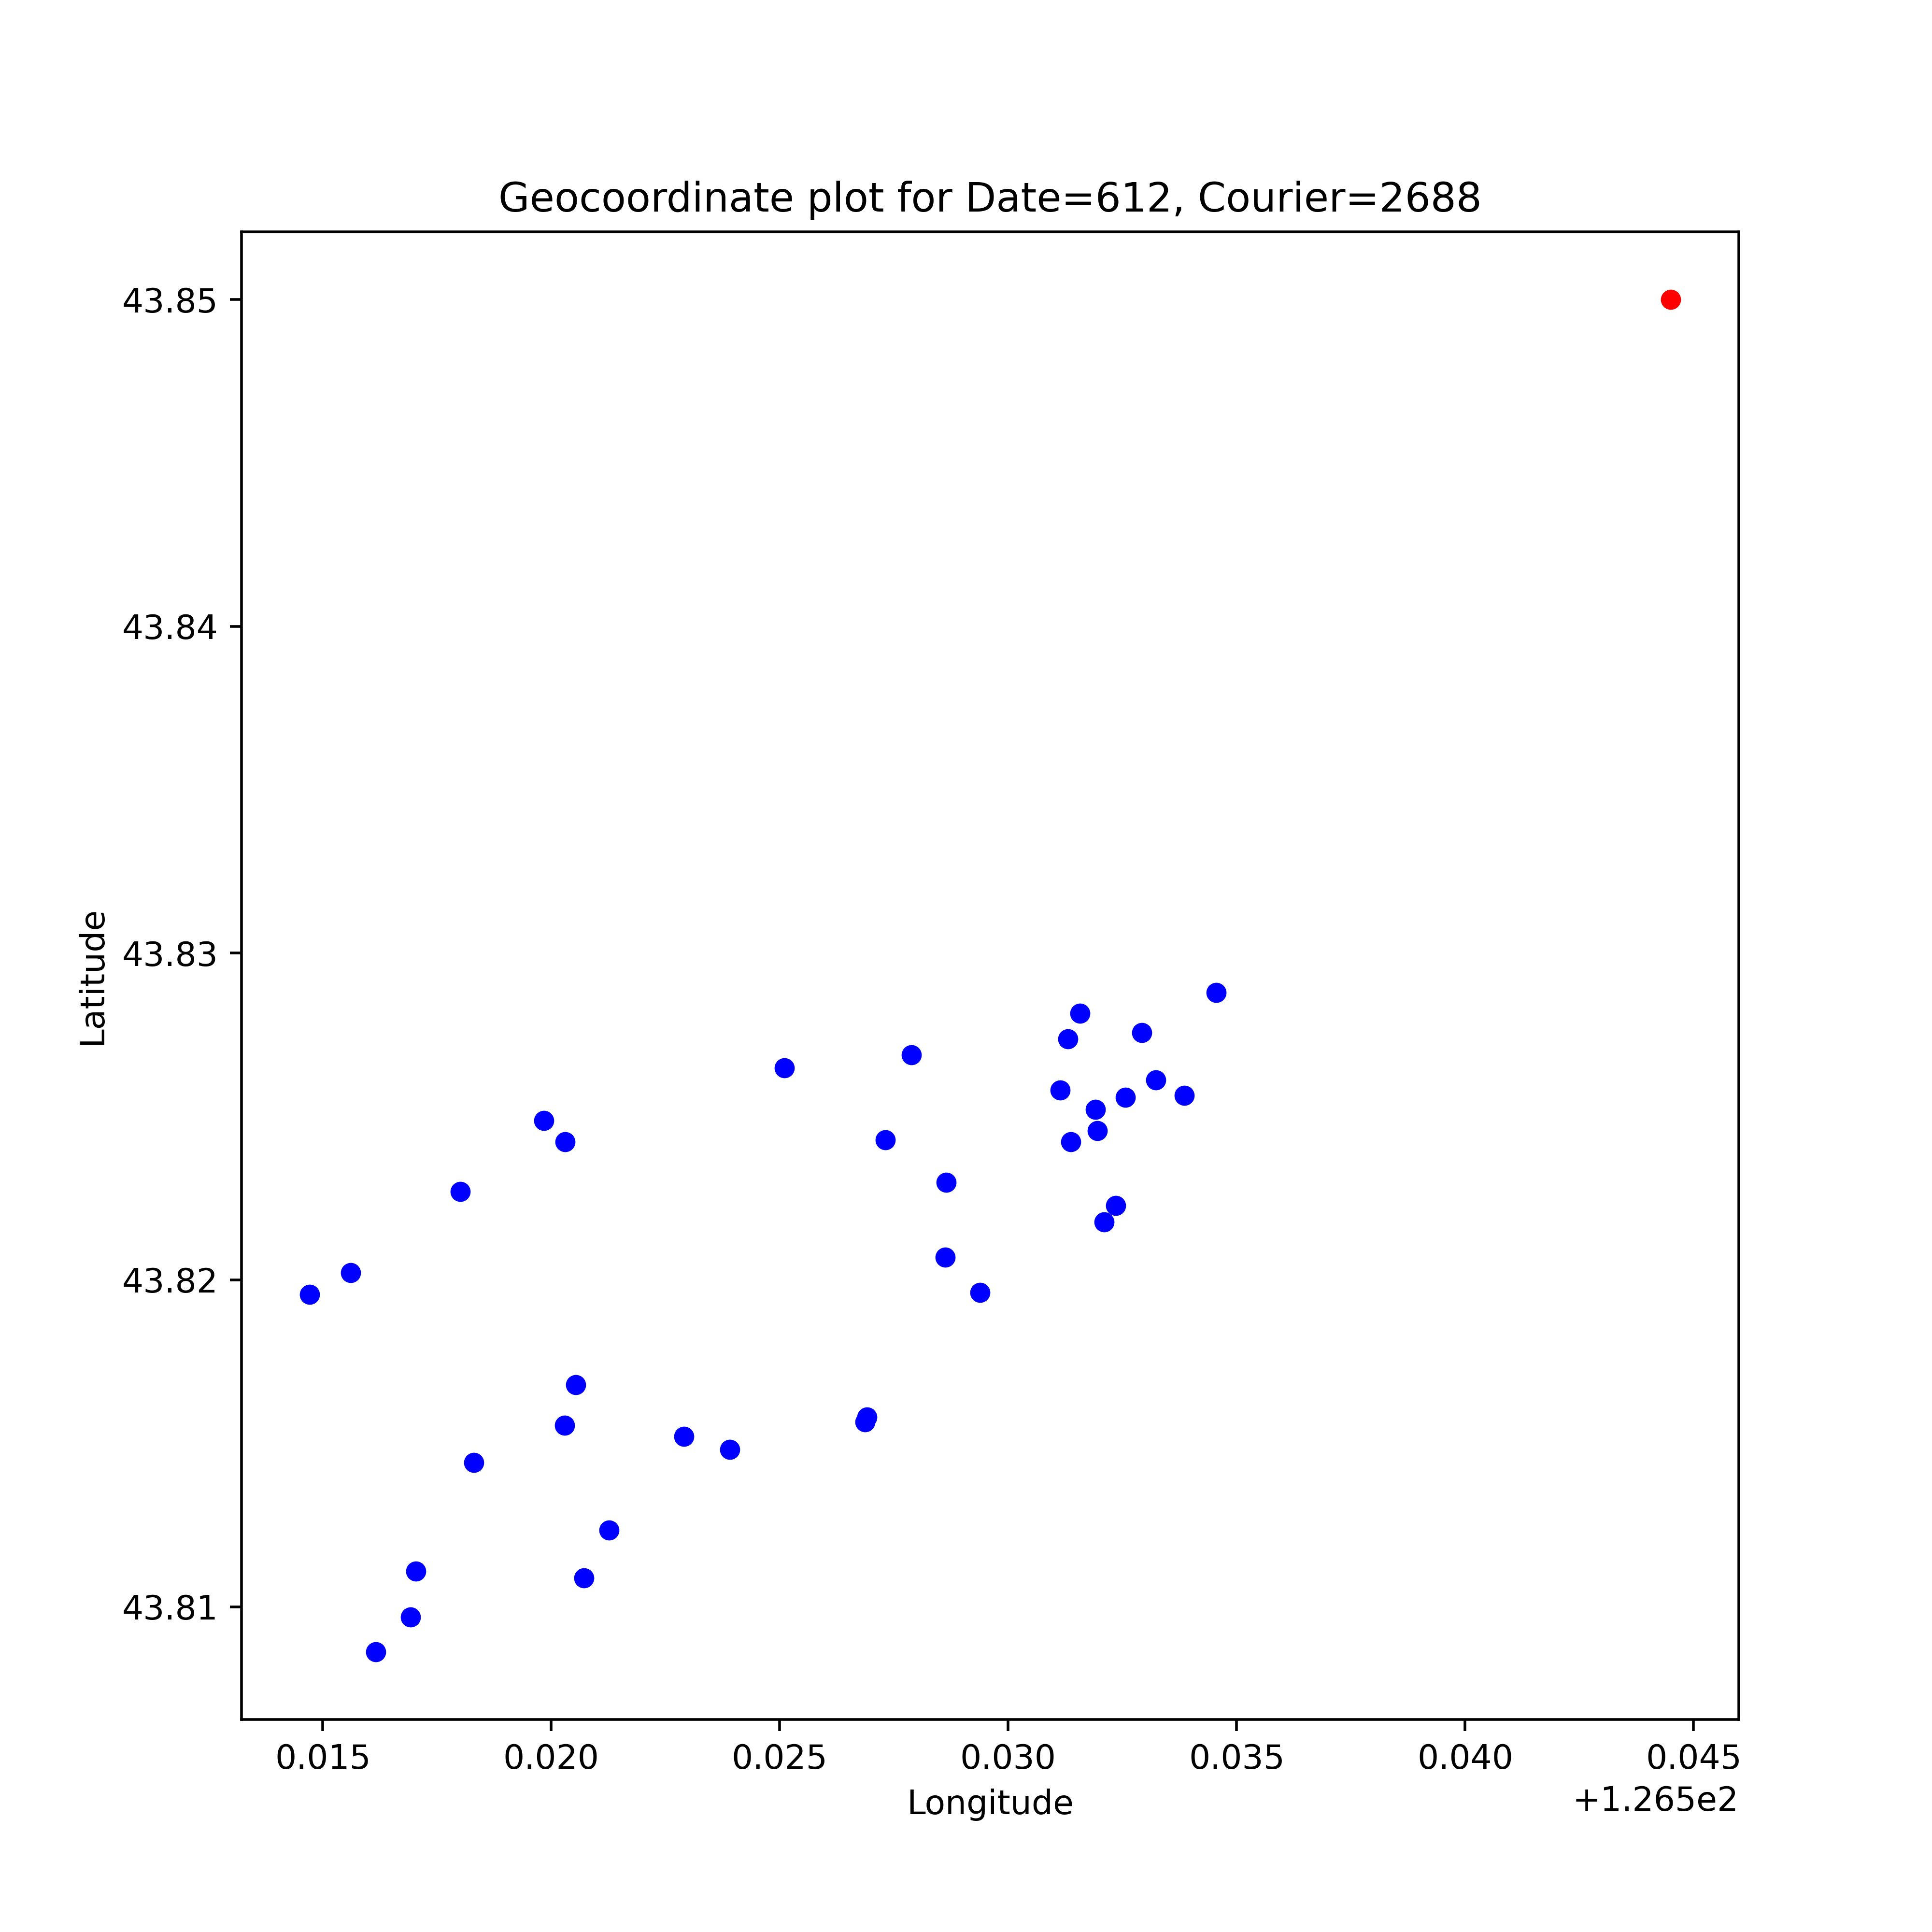 Geocoordinate plot for Date=612, Courier=2688
43.85
43.84
43.83
43.82
43.81
Latitude
0.015 0.020 0.025 0.030 0.035 0.040 0.045
Longitude
+1.265e2